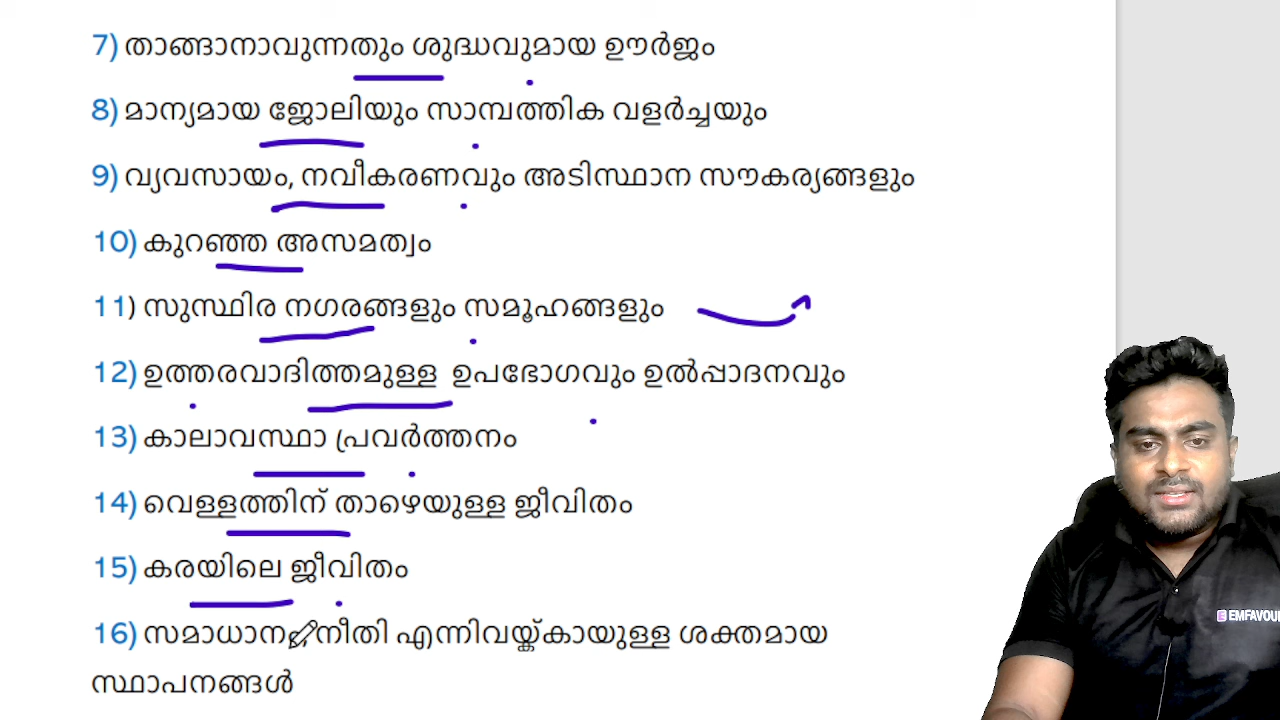 7) താങ്ങാനാവുന്നതും ശുദ്ധവുമായ ഊർജം
8) മാന്യമായ ജോലിയും സാമ്പത്തിക വളർച്ചയും
9) വ്യവസായം, നവീകരണവും അടിസ്ഥാന സൗകര്യങ്ങളും
10) കുറഞ്ഞ അസമത്വം
11) സുസ്ഥിര നഗരങ്ങളും സമൂഹങ്ങളും
12) ഉത്തരവാദിത്തമുള്ള ഉപഭോഗവും ഉൽപ്പാദനവും
13) കാലാവസ്ഥാ പ്രവർത്തനം
14) വെള്ളത്തിന് താഴെയുള്ള ജീവിതം
15) കരയിലെ ജീവിതം
16) സമാധാന നീതി എന്നിവയ്ക്കായുള്ള ശക്തമായ
സ്ഥാപനങ്ങൾ
EMFAVOUR